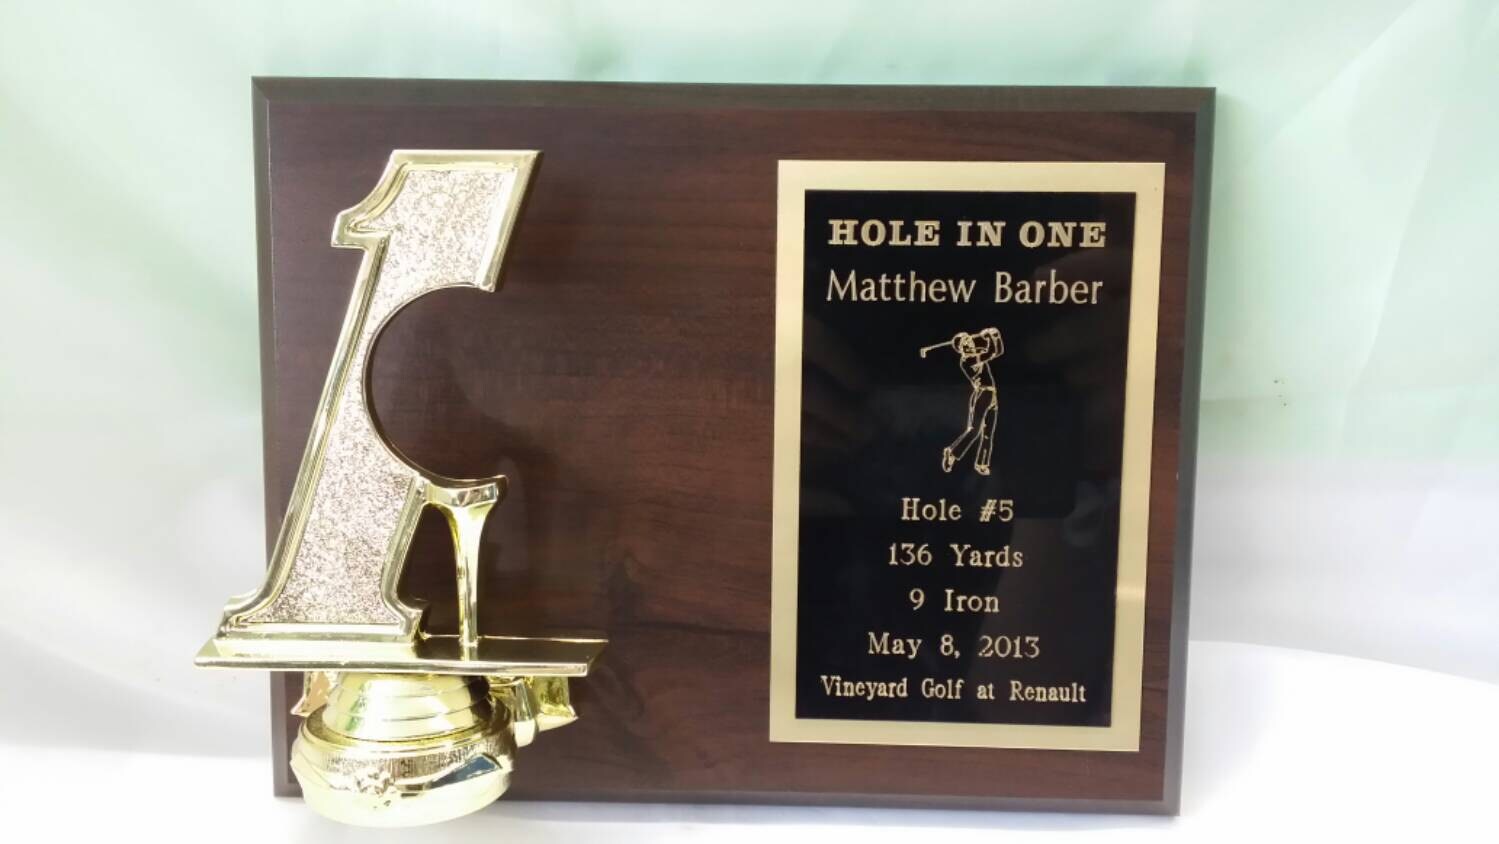 HOLE IN ONE
Matthew Barber
Hole #5
136 Yards
9 Iron
May 8, 2013
Vineyard Golf at Renault